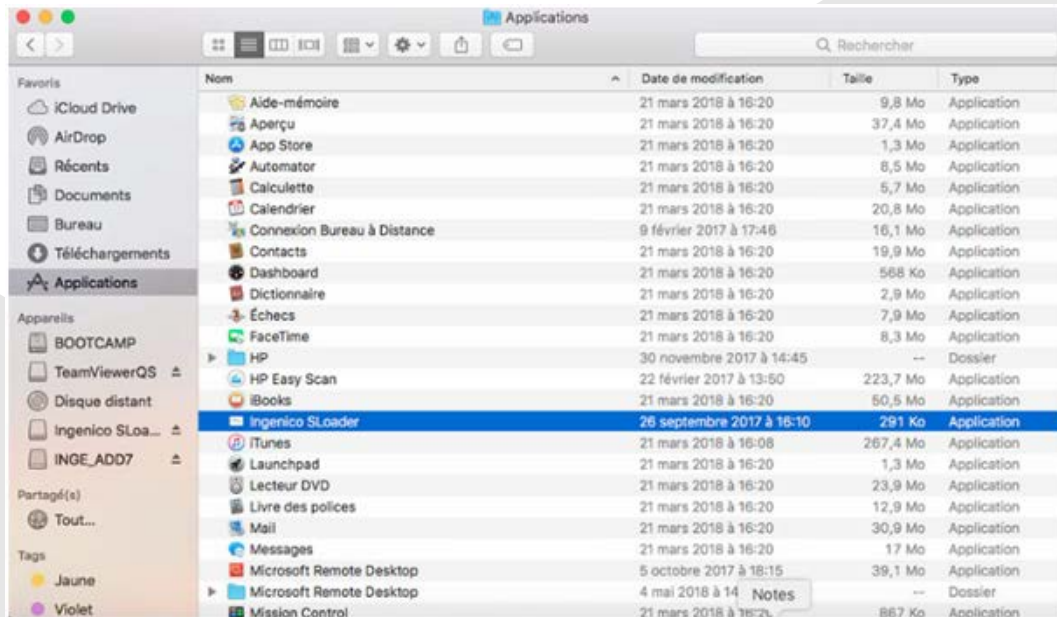 Applications
Rechercher
Favoris
iCloud Drive
AirDrop
Récents
Documents
Bureau
Téléchargements
Applications
Appareils
BOOTCAMP
TeamViewerQS
Disque distant
Ingenico SLoa...
INGE_ADD7
Partagé(s)
Tout...
Tags
Jaune
Violet
Nom Date de modification Taille Type
Aide-mémoire 21 mars 2018 à 16:20 9,8 Mo Application
Aperçu 21 mars 2018 à 16:20 37,4 Mo Application
App Store 21 mars 2018 à 16:20 1,3 Mo Application
Automator 21 mars 2018 à 16:20 8,5 Mo Application
Calculette 21 mars 2018 à 16:20 5,7 Mo Application
Calendrier 21 mars 2018 à 16:20 20,8 Mo Application
Connexion Bureau à Distance 9 février 2017 à 17:46 16,1 Mo Application
Contacts 21 mars 2018 à 16:20 19,9 Mo Application
Dashboard 21 mars 2018 à 16:20 568 Ko Application
Dictionnaire 21 mars 2018 à 16:20 2,9 Mo Application
Échecs 21 mars 2018 à 16:20 7,9 Mo Application
FaceTime 21 mars 2018 à 16:20 8,3 Mo Application
HP 30 novembre 2017 à 14:45 -- Dossier
HP Easy Scan 22 février 2017 à 13:50 223,7 Mo Application
iBooks 21 mars 2018 à 16:20 50,5 Mo Application
Ingenico SLoader 26 septembre 2017 à 16:10 291 Ko Application
iTunes 21 mars 2018 à 16:08 267,4 Mo Application
Launchpad 21 mars 2018 à 16:20 1,3 Mo Application
Lecteur DVD 21 mars 2018 à 16:20 23,9 Mo Application
Livre des polices 21 mars 2018 à 16:20 12,9 Mo Application
Mail 21 mars 2018 à 16:20 30,9 Mo Application
Messages 21 mars 2018 à 16:20 17 Mo Application
Microsoft Remote Desktop 5 octobre 2017 à 18:15 39,1 Mo Application
Microsoft Remote Desktop 4 mai 2018 à 14 -- Dossier
Notes
Mission Control 21 mars 2018 à 16:20 867 Ko Application